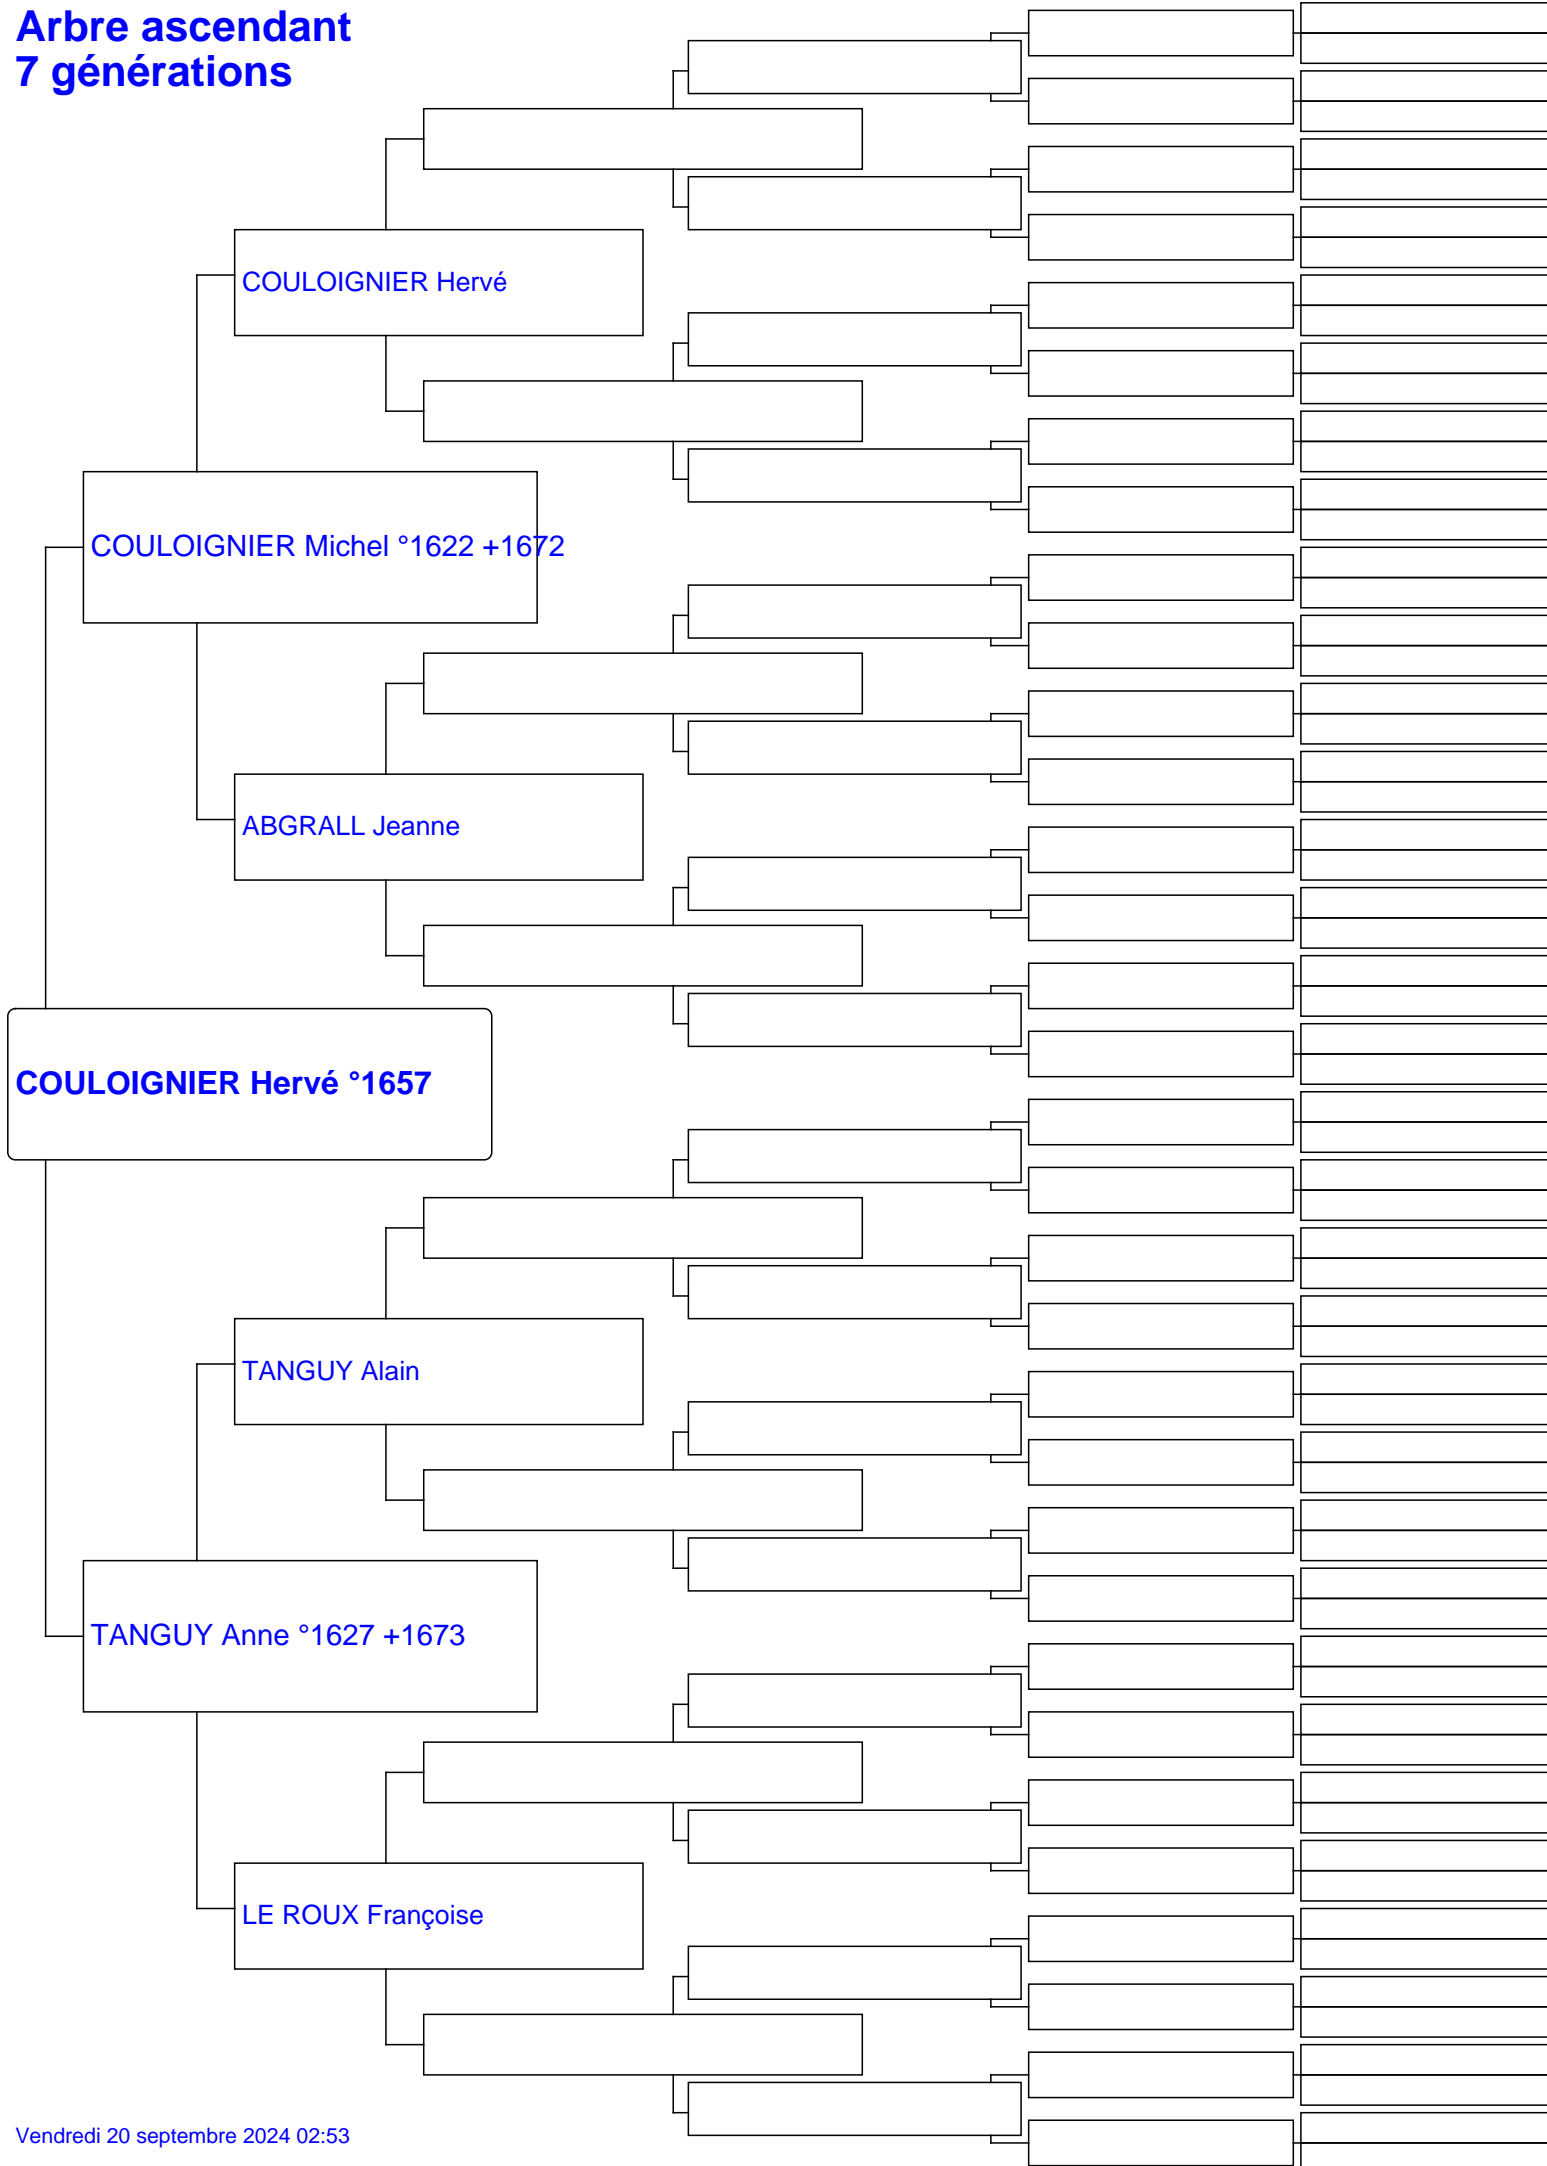 Arbre ascendant
7 générations
COULOIGNIER Hervé
COULOIGNIER Michel °1622 +1672
ABGRALL Jeanne
COULOIGNIER Hervé °1657
TANGUY Alain
TANGUY Anne °1627 +1673
LE ROUX Françoise
Vendredi 20 septembre 2024 02:53